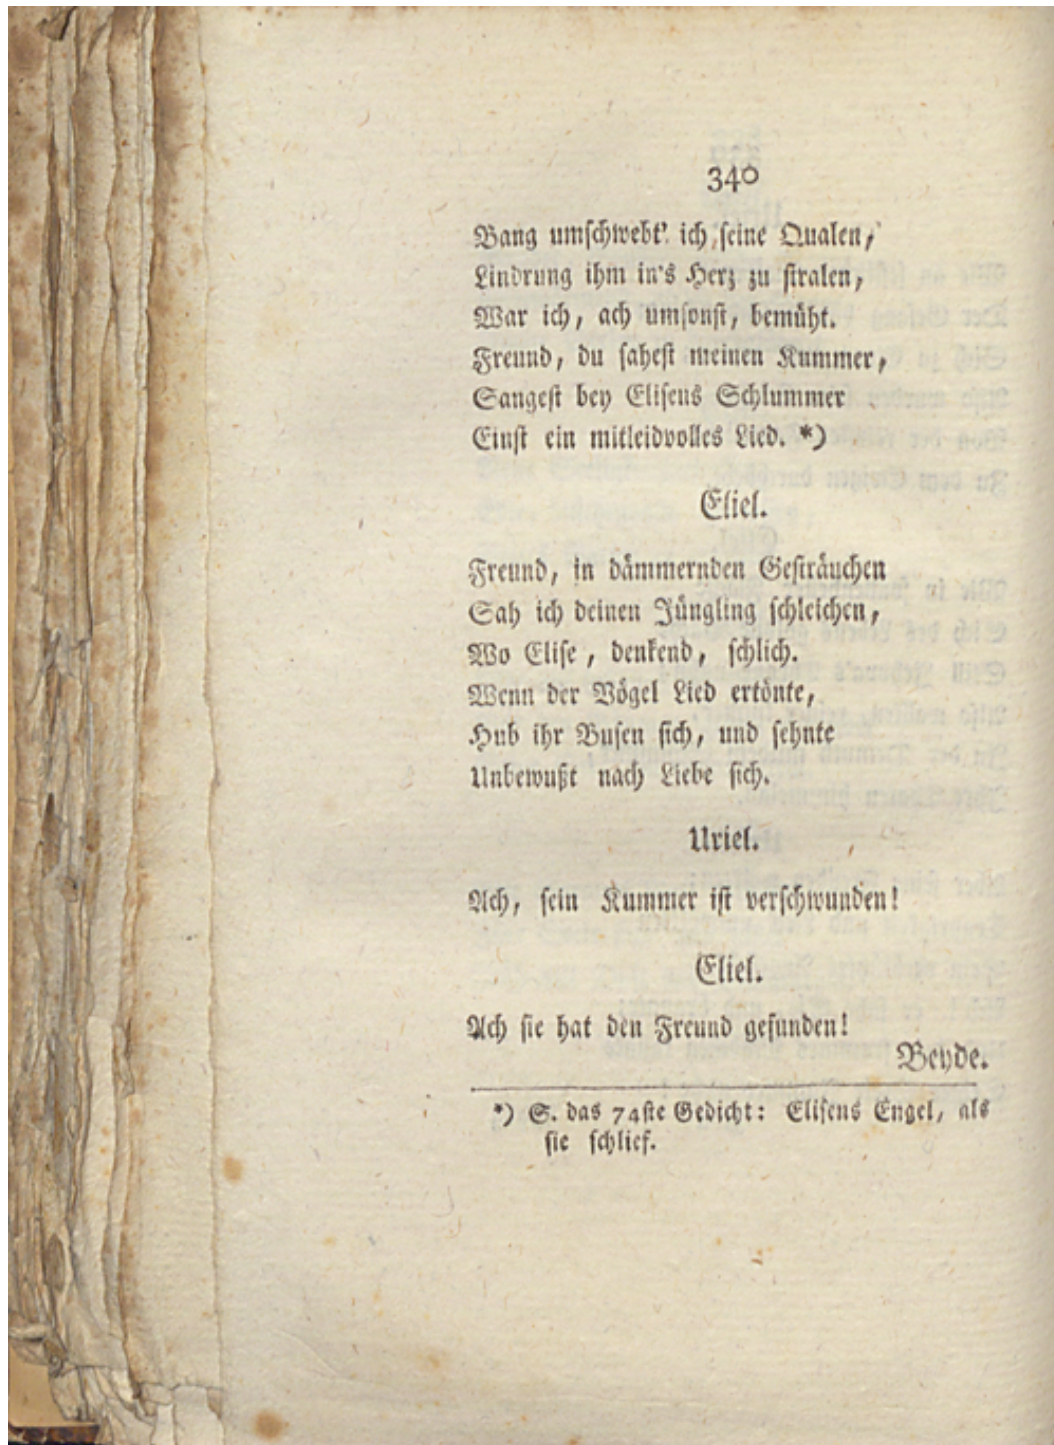 340
Bang umschwebt' ich seine Qualen,
Lindrung ihm in's Herz zu stralen,
War ich, ach umsonst, bemüht.
Freund, du sahest meinen Kummer,
Sangest bey Elisens Schlummer
Einst ein mitleidvolles Lied. *)
Eliel.
Freund, in dämmernden Gesträuchen
Sah ich deinen Jüngling schleichen,
Wo Elise, denkend, schlich.
Wenn der Vögel Lied ertönte,
Hub ihr Busen sich, und sehnte
Unbewußt nach Liebe sich.
Uriel.
Ach, sein Kummer ist verschwunden!
Eliel.
Ach sie hat den Freund gefunden!
Beyde.
*) S. das 74ste Gedicht: Elisens Engel, als
sie schlief.